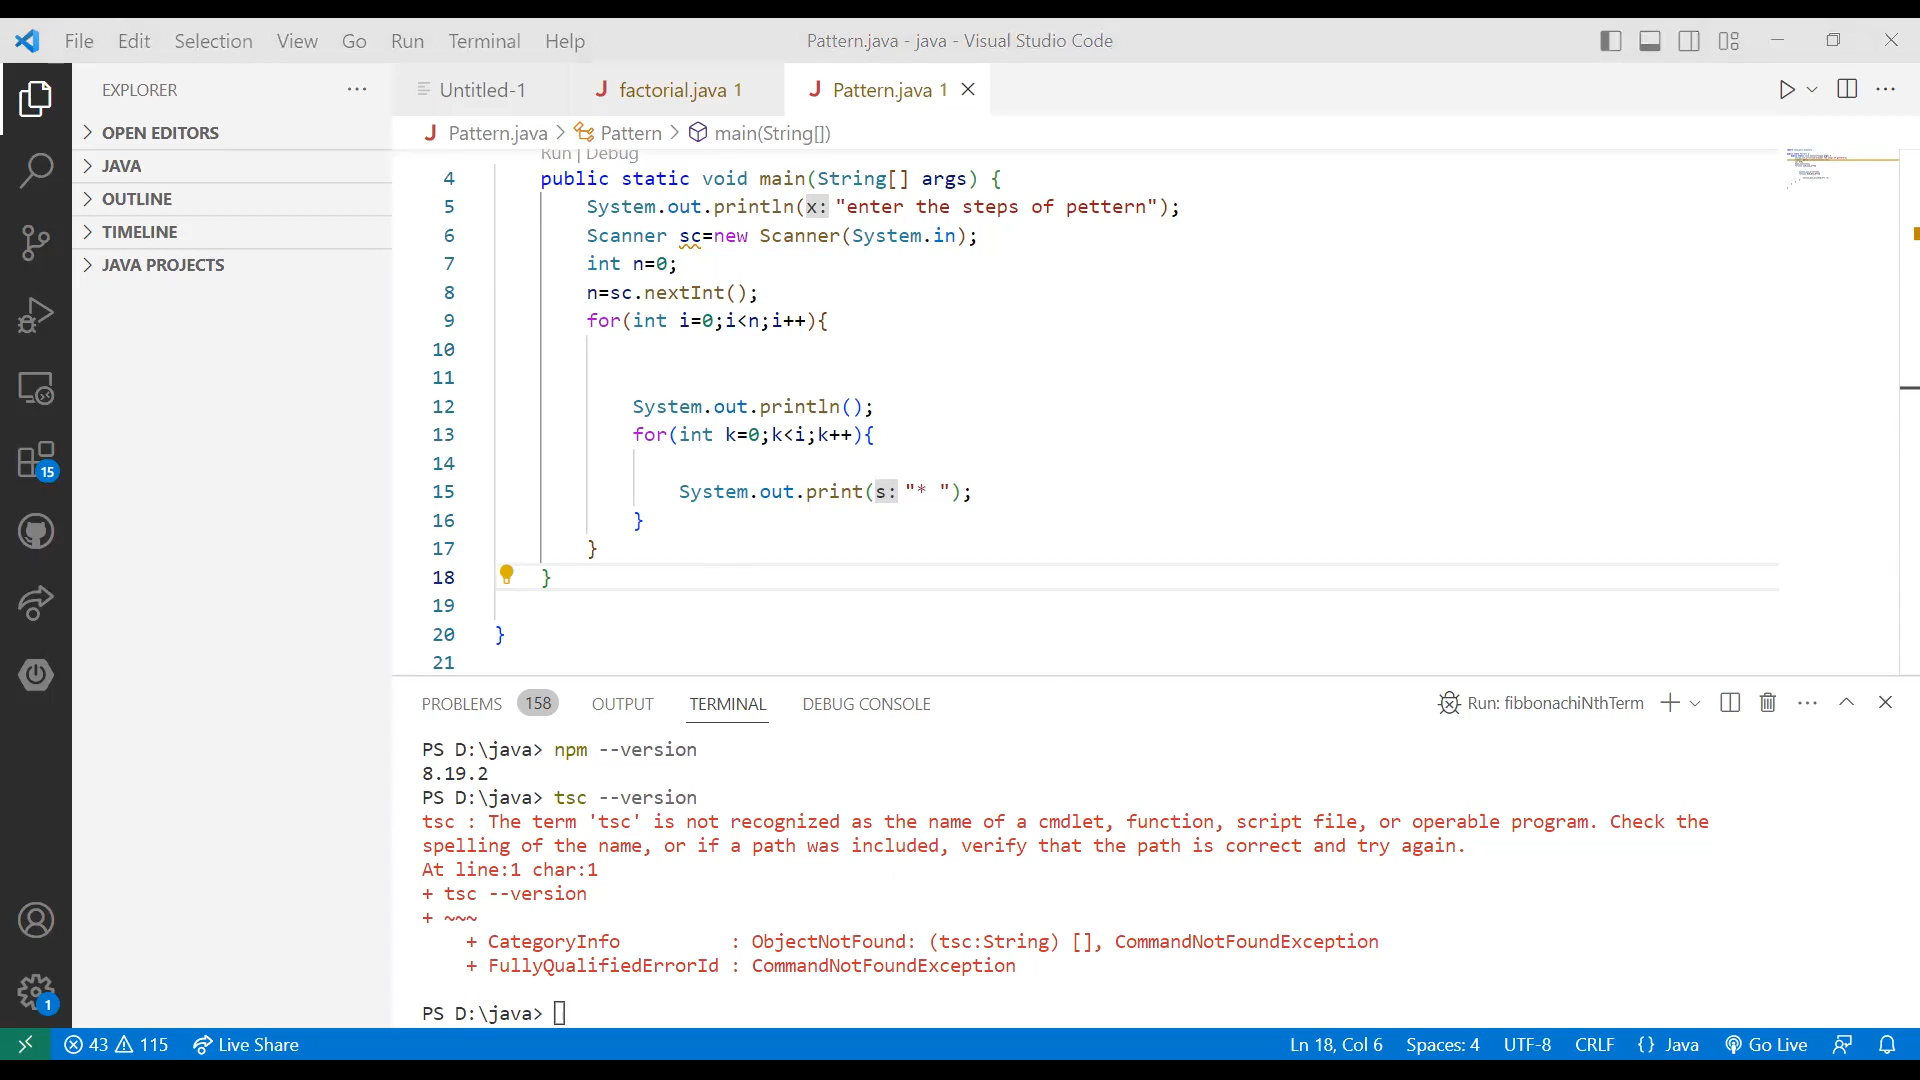 File Edit Selection View Go Run Terminal Help
Pattern.java - java - Visual Studio Code
EXPLORER
Untitled-1
factorial.java 1
Pattern.java 1
OPEN EDITORS
JAVA
OUTLINE
TIMELINE
JAVA PROJECTS
Pattern.java > Pattern > main(String[])
Run | Debug
4 public static void main(String[] args) {
5 System.out.println(x: "enter the steps of pettern");
6 Scanner sc=new Scanner(System.in);
7 int n=0;
8 n=sc.nextInt();
9 for(int i=0;i<n;i++){
10
11
12 System.out.println();
13 for(int k=0;k<i;k++){
14
15 System.out.print(s: "* ");
16 }
17 }
18 }
19
20 }
21
PROBLEMS 158 OUTPUT TERMINAL DEBUG CONSOLE
Run: fibbonachiNthTerm
PS D:\java> npm --version
8.19.2
PS D:\java> tsc --version
tsc : The term 'tsc' is not recognized as the name of a cmdlet, function, script file, or operable program. Check the
spelling of the name, or if a path was included, verify that the path is correct and try again.
At line:1 char:1
+ tsc --version
+ ~~~
+ CategoryInfo : ObjectNotFound: (tsc:String) [], CommandNotFoundException
+ FullyQualifiedErrorId : CommandNotFoundException
PS D:\java>
15
1
43 115 Live Share
Ln 18, Col 6 Spaces: 4 UTF-8 CRLF {} Java Go Live